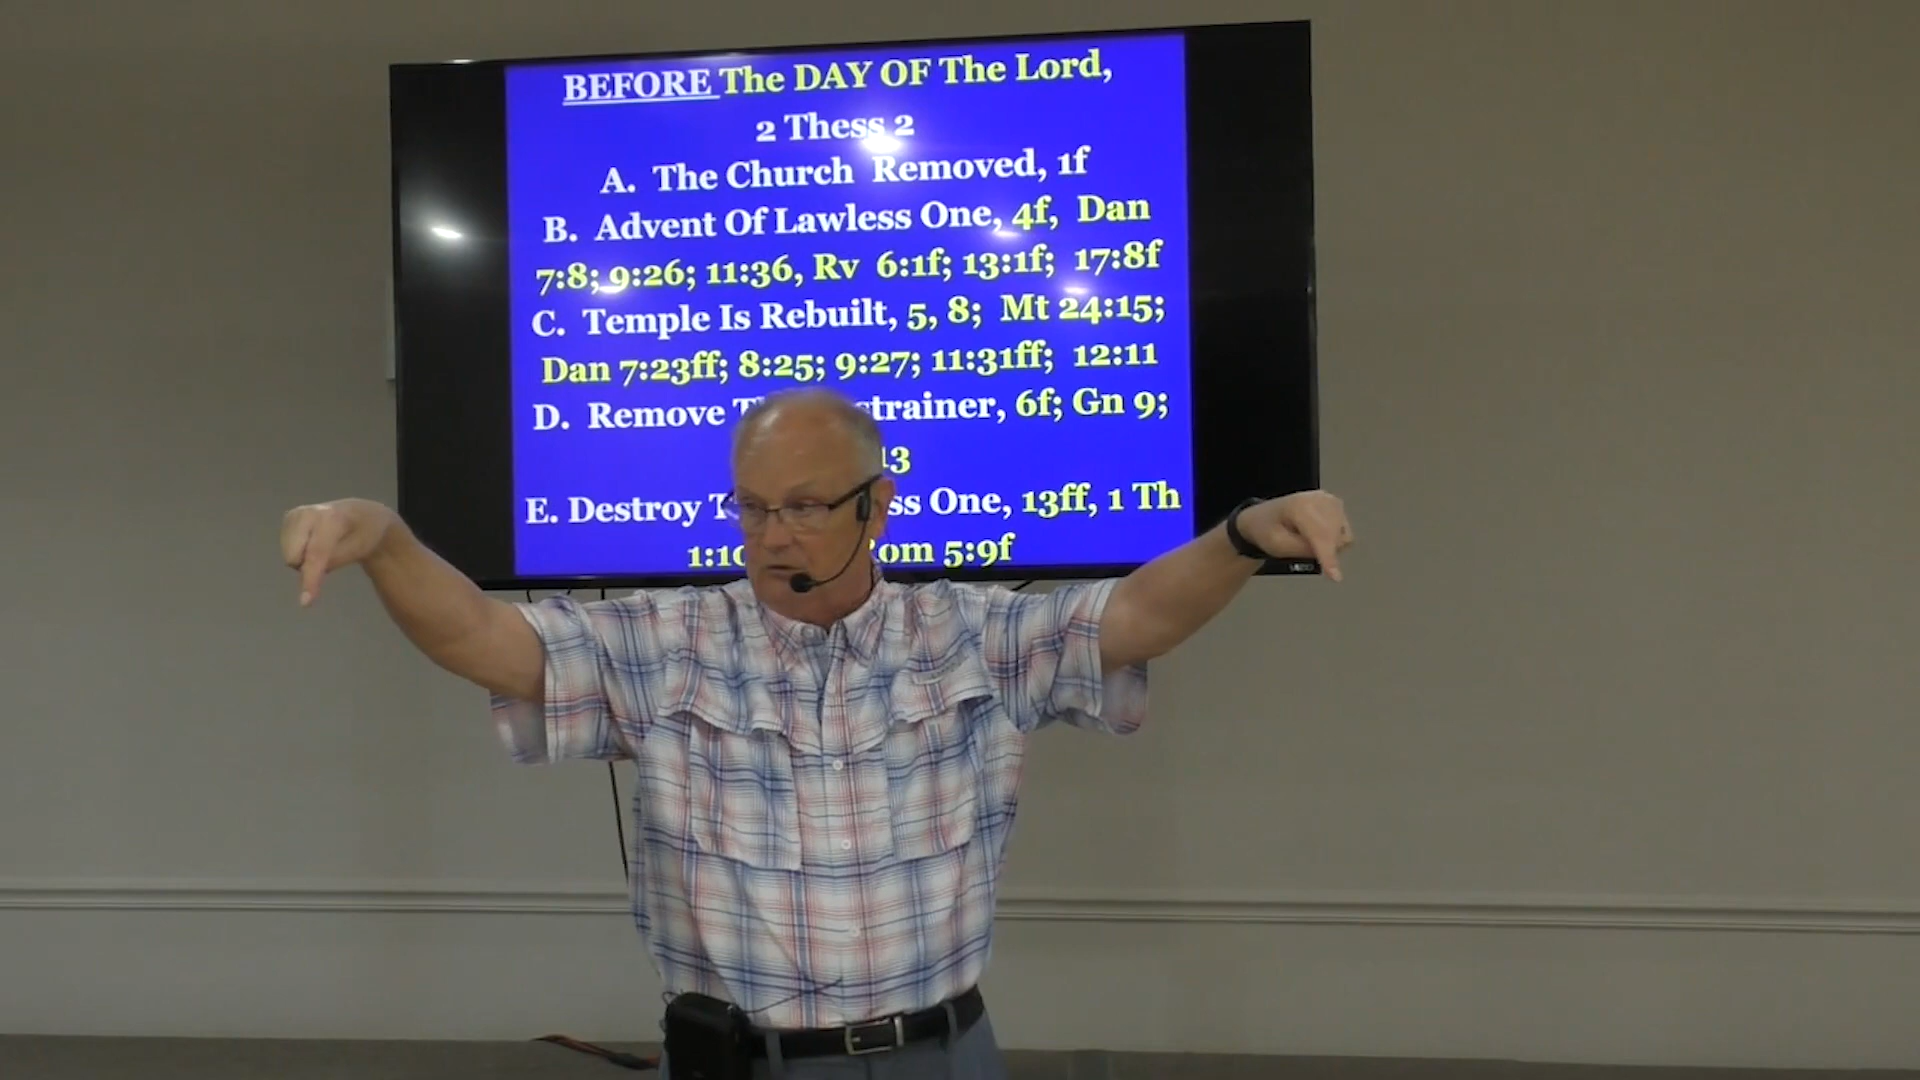 BEFORE The DAY OF The Lord,
2 Thess 2
A. The Church Removed, 1f
B. Advent Of Lawless One, 4f, Dan
7:8; 9:26; 11:36, Rv 6:1f; 13:1f; 17:8f
C. Temple Is Rebuilt, 5, 8; Mt 24:15;
Dan 7:23ff; 8:25; 9:27; 11:31ff; 12:11
D. Remove strainer, 6f; Gn 9;
13
E. Destroy ss One, 13ff, 1 Th
1:10 om 5:9f
VIZIO